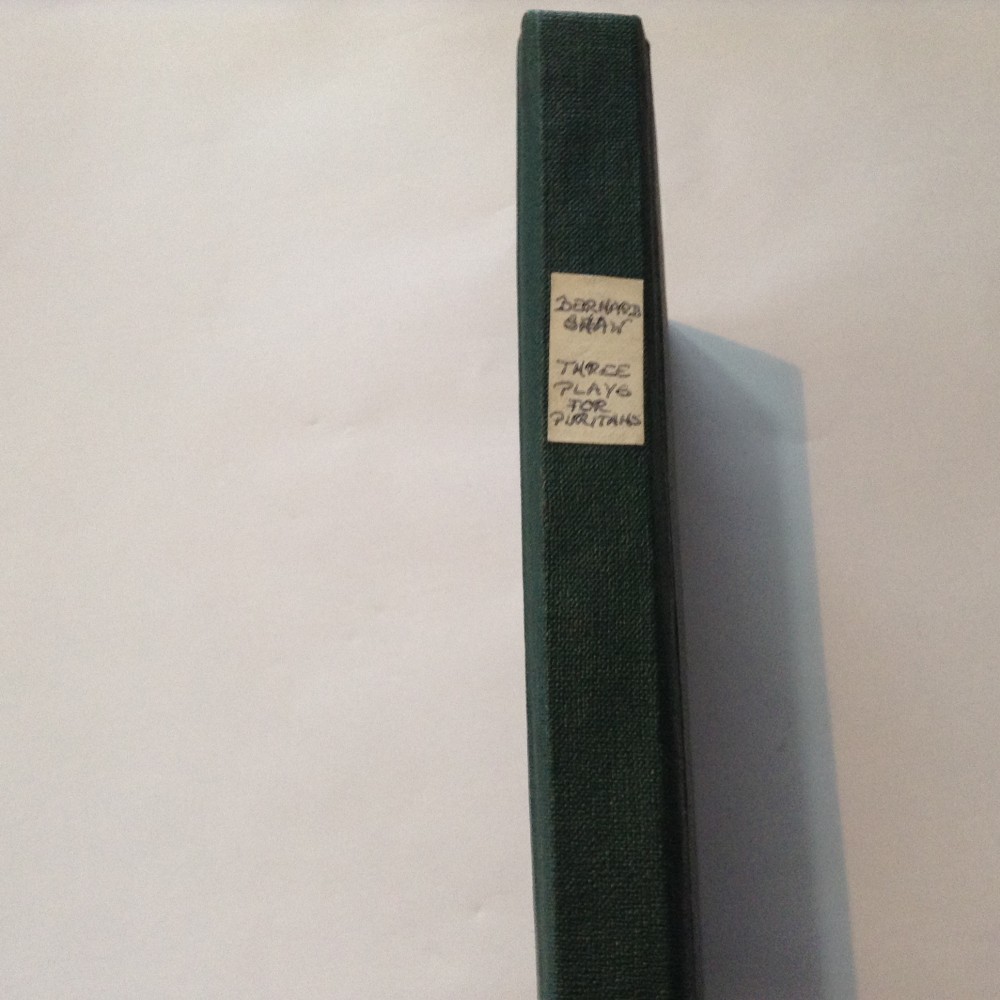 BERNARD
SHAW
THREE
PLAYS
FOR
PURITANS